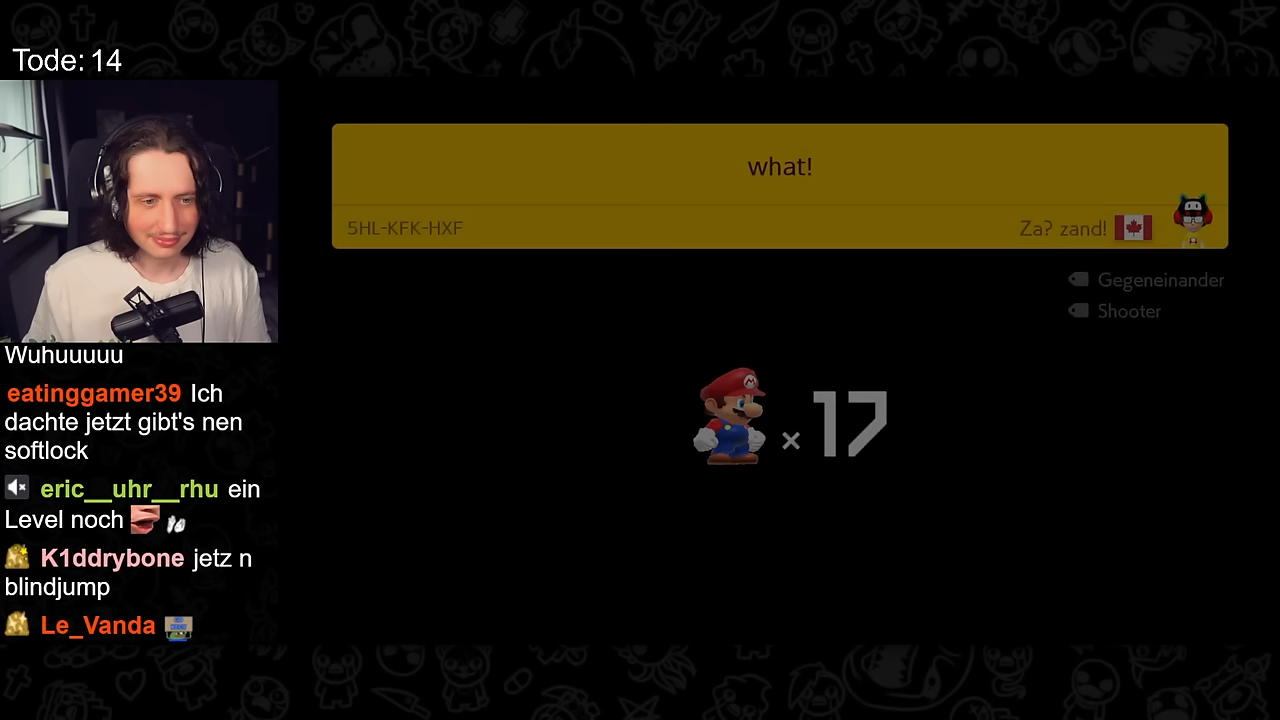 Tode: 14
what!
5HL-KFK-HXF
Za? zand!
Gegeneinander
Shooter
× 17
Wuhuuuuu
eatinggamer39 Ich
dachte jetzt gibt's nen
softlock
eric__uhr__rhu ein
Level noch
K1ddrybone jetz n
blindjump
Le_Vanda